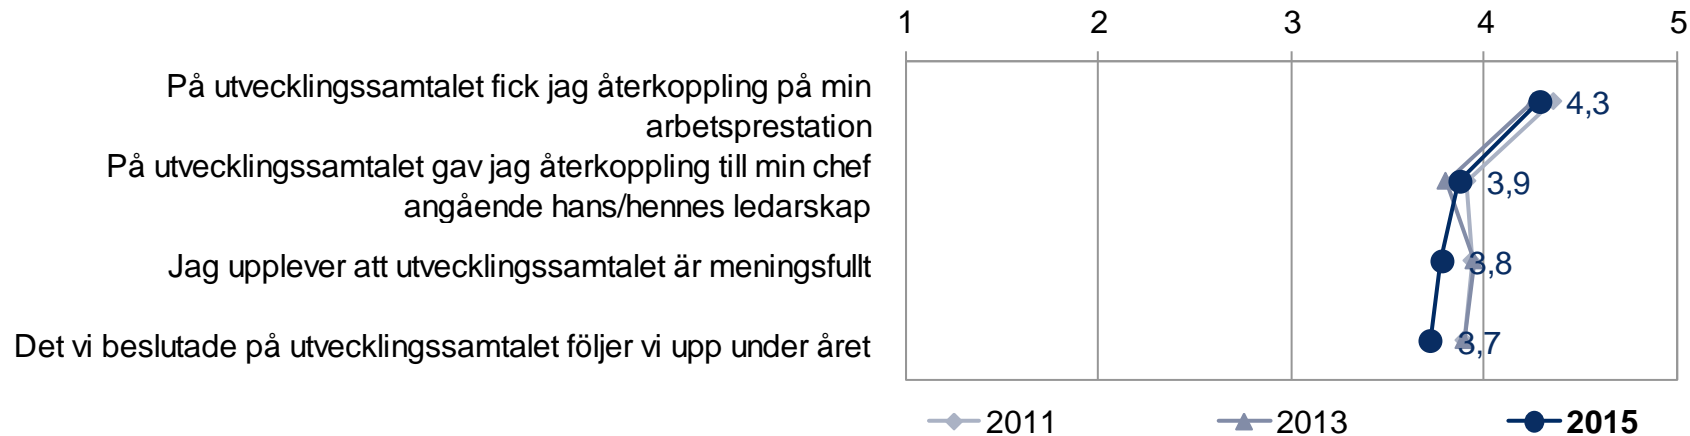 1 2 3 4 5
På utvecklingssamtalet fick jag återkoppling på min
arbetsprestation
4,3
På utvecklingssamtalet gav jag återkoppling till min chef
angående hans/hennes ledarskap
3,9
Jag upplever att utvecklingssamtalet är meningsfullt
3,8
Det vi beslutade på utvecklingssamtalet följer vi upp under året
3,7
2011 2013 2015